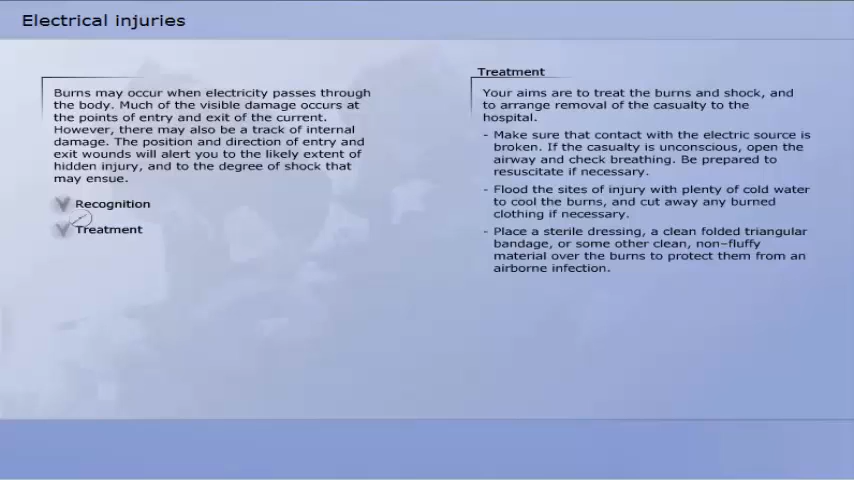 Electrical injuries
Burns may occur when electricity passes through
the body. Much of the visible damage occurs at
the points of entry and exit of the current.
However, there may also be a track of internal
damage. The position and direction of entry and
exit wounds will alert you to the likely extent of
hidden injury, and to the degree of shock that
may ensue.
Recognition
Treatment
Treatment
Your aims are to treat the burns and shock, and
to arrange removal of the casualty to the
hospital.
- Make sure that contact with the electric source is
broken. If the casualty is unconscious, open the
airway and check breathing. Be prepared to
resuscitate if necessary.
- Flood the sites of injury with plenty of cold water
to cool the burns, and cut away any burned
clothing if necessary.
- Place a sterile dressing, a clean folded triangular
bandage, or some other clean, non-fluffy
material over the burns to protect them from an
airborne infection.